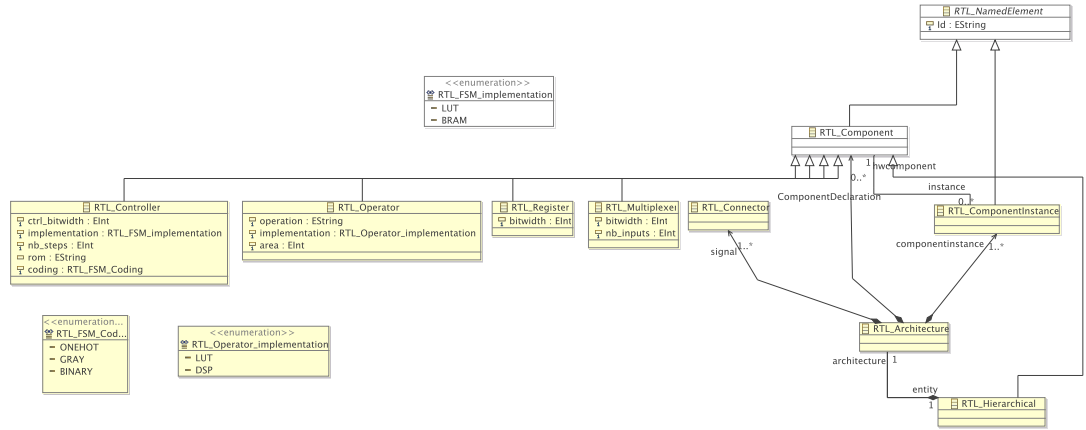 RTL_NamedElement
Id : EString
<<enumeration>>
RTL_FSM_implementation
LUT
BRAM
RTL_Component
1
hwcomponent
0..*
instance
ComponentDeclaration
0..*
RTL_Controller
ctrl_bitwidth : EInt
implementation : RTL_FSM_implementation
nb_steps : EInt
rom : EString
coding : RTL_FSM_Coding
RTL_Operator
operation : EString
implementation : RTL_Operator_implementation
area : EInt
RTL_Register
bitwidth : EInt
RTL_Multiplexer
bitwidth : EInt
nb_inputs : EInt
RTL_Connector
RTL_ComponentInstance
signal
1..*
componentinstance
1..*
<<enumeration...
RTL_FSM_Cod...
ONEHOT
GRAY
BINARY
<<enumeration>>
RTL_Operator_implementation
LUT
DSP
RTL_Architecture
architecture
1
entity
1
RTL_Hierarchical